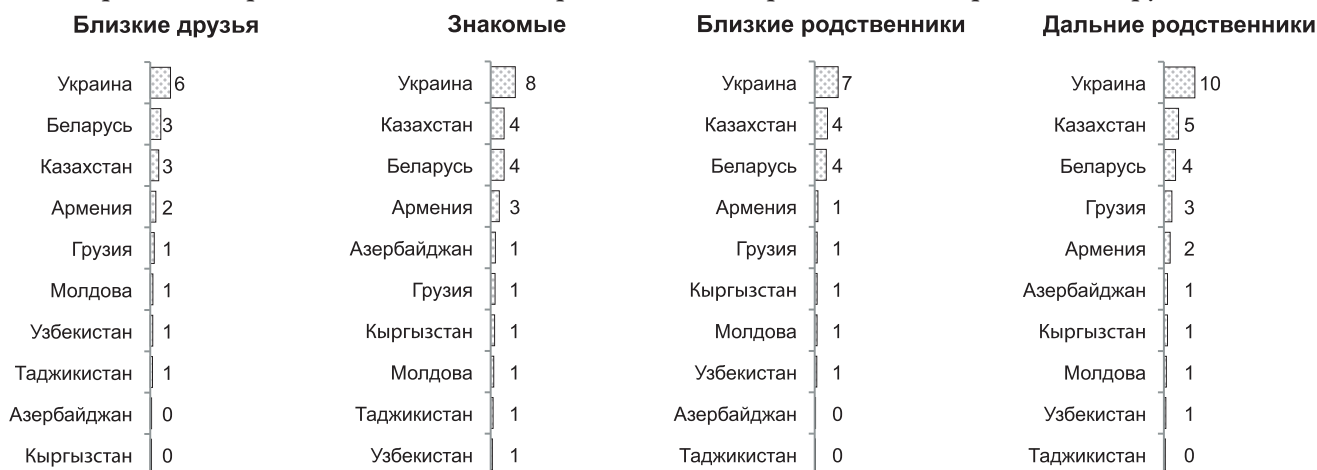 Близкие друзья Знакомые Близкие родственники Дальние родственники
Украина 6 Украина 8 Украина 7 Украина 10
Беларусь 3 Казахстан 4 Казахстан 4 Казахстан 5
Казахстан 3 Беларусь 4 Беларусь 4 Беларусь 4
Армения 2 Армения 3 Армения 1 Грузия 3
Грузия 1 Азербайджан 1 Грузия 1 Армения 2
Молдова 1 Грузия 1 Кыргызстан 1 Азербайджан 1
Узбекистан 1 Кыргызстан 1 Молдова 1 Кыргызстан 1
Таджикистан 1 Молдова 1 Узбекистан 1 Молдова 1
Азербайджан 0 Таджикистан 1 Азербайджан 0 Узбекистан 1
Кыргызстан 0 Узбекистан 1 Таджикистан 0 Таджикистан 0